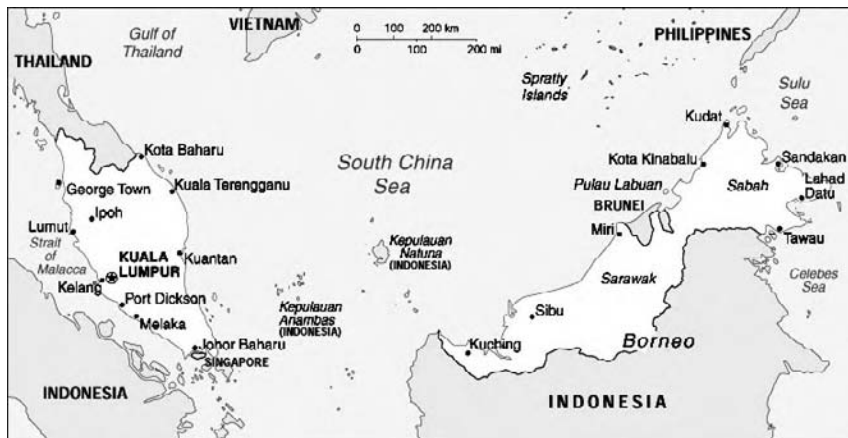 Gulf of
Thailand
VIETNAM
0 100 200 km
0 100 200 mi
PHILIPPINES
THAILAND
Spratly
Islands
Sulu
Sea
Kudat
Kota Baharu
South China
Sea
Kota Kinabalu
Sandakan
George Town
Kuala Terengganu
Pulau Labuan
Sabah
Lahad
Datu
Ipoh
BRUNEI
Lumut
Miri
Tawau
Strait
of Malacca
KUALA
LUMPUR
Kuantan
Kepulauan
Natuna
(INDONESIA)
Celebes
Sea
Kelang
Sarawak
Port Dickson
Kepulauan
Anambas
(INDONESIA)
Sibu
Melaka
Johor Baharu
Kuching
Borneo
SINGAPORE
INDONESIA
INDONESIA